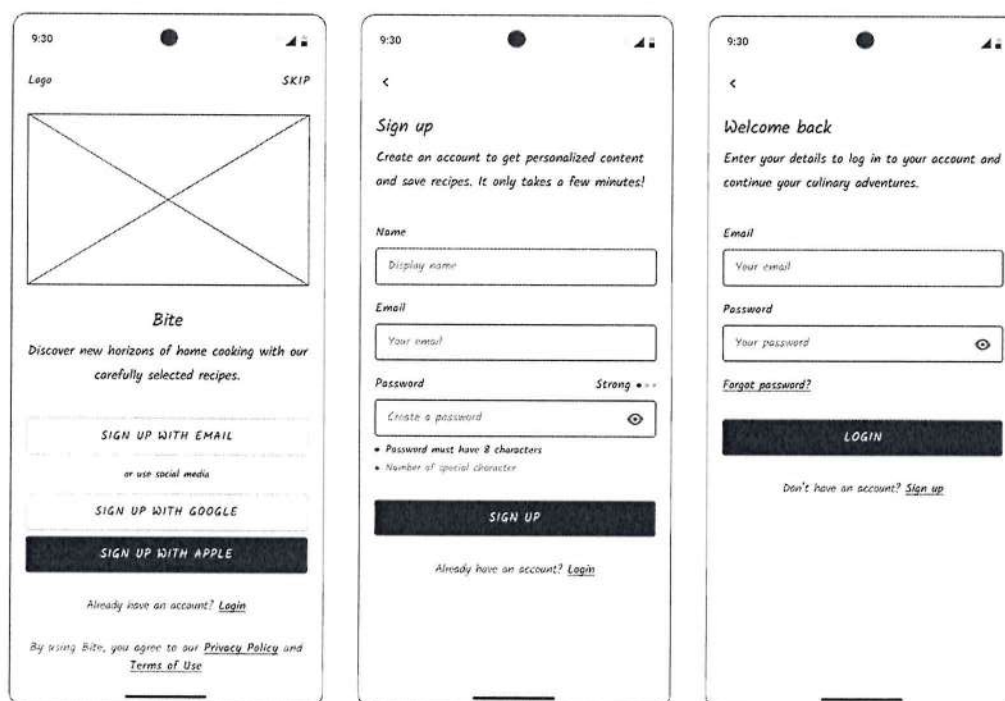 9:30
Logo
SKIP
Bite
Discover new horizons of home cooking with our
carefully selected recipes.
SIGN UP WITH EMAIL
or use social media
SIGN UP WITH GOOGLE
SIGN UP WITH APPLE
Already have an account? Login
By using Bite, you agree to our Privacy Policy and
Terms of Use
9:30
<
Sign up
Create an account to get personalized content
and save recipes. It only takes a few minutes!
Name
Display name
Email
Your email
Password
Strong
Create a password
• Password must have 8 characters
• Number of special character
SIGN UP
Already have an account? Login
9:30
<
Welcome back
Enter your details to log in to your account and
continue your culinary adventures.
Email
Your email
Password
Your password
Forgot password?
LOGIN
Don't have an account? Sign up